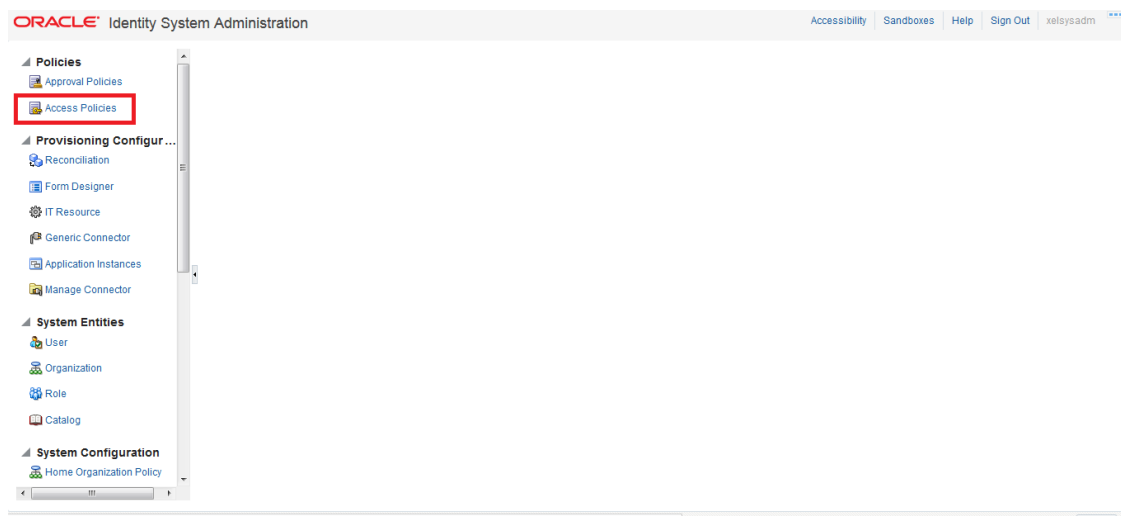 ORACLE Identity System Administration
Accessibility Sandboxes Help Sign Out xelsysadm
Policies
Approval Policies
Access Policies
Provisioning Configur...
Reconciliation
Form Designer
IT Resource
Generic Connector
Application Instances
Manage Connector
System Entities
User
Organization
Role
Catalog
System Configuration
Home Organization Policy